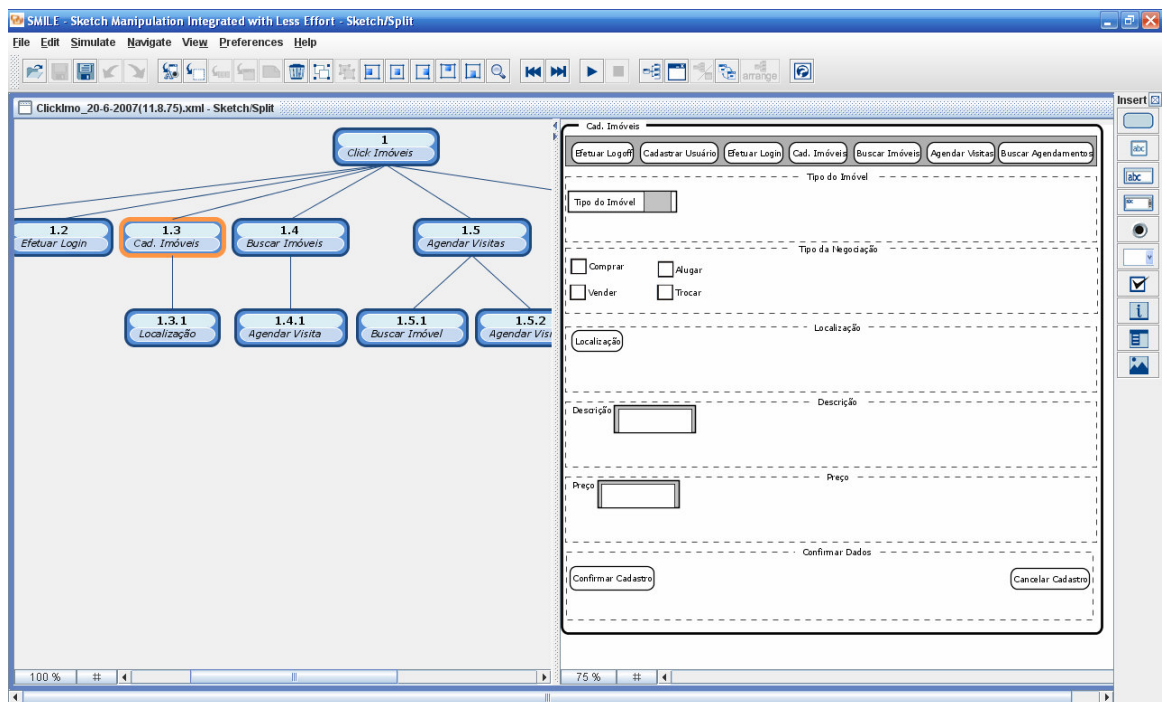 SMILE - Sketch Manipulation Integrated with Less Effort - Sketch/Split
File Edit Simulate Navigate View Preferences Help
arrange
ClickImo_20-6-2007(11.8.75).xml - Sketch/Split
Insert
1
Click Imóveis
1.2
Efetuar Login
1.3
Cad. Imóveis
1.4
Buscar Imóveis
1.5
Agendar Visitas
1.3.1
Localização
1.4.1
Agendar Visita
1.5.1
Buscar Imóvel
1.5.2
Agendar Visi
100 %
Cad. Imóveis
Efetuar Logoff Cadastrar Usuário Efetuar Login Cad. Imóveis Buscar Imóveis Agendar Visitas Buscar Agendamentos
Tipo do Imóvel
Tipo do Imóvel
Tipo da Negociação
Comprar Alugar
Vender Trocar
Localização
Localização
Descrição
Descrição
Preço
Preço
Confirmar Dados
Confirmar Cadastro Cancelar Cadastro
75 %
abc
abc